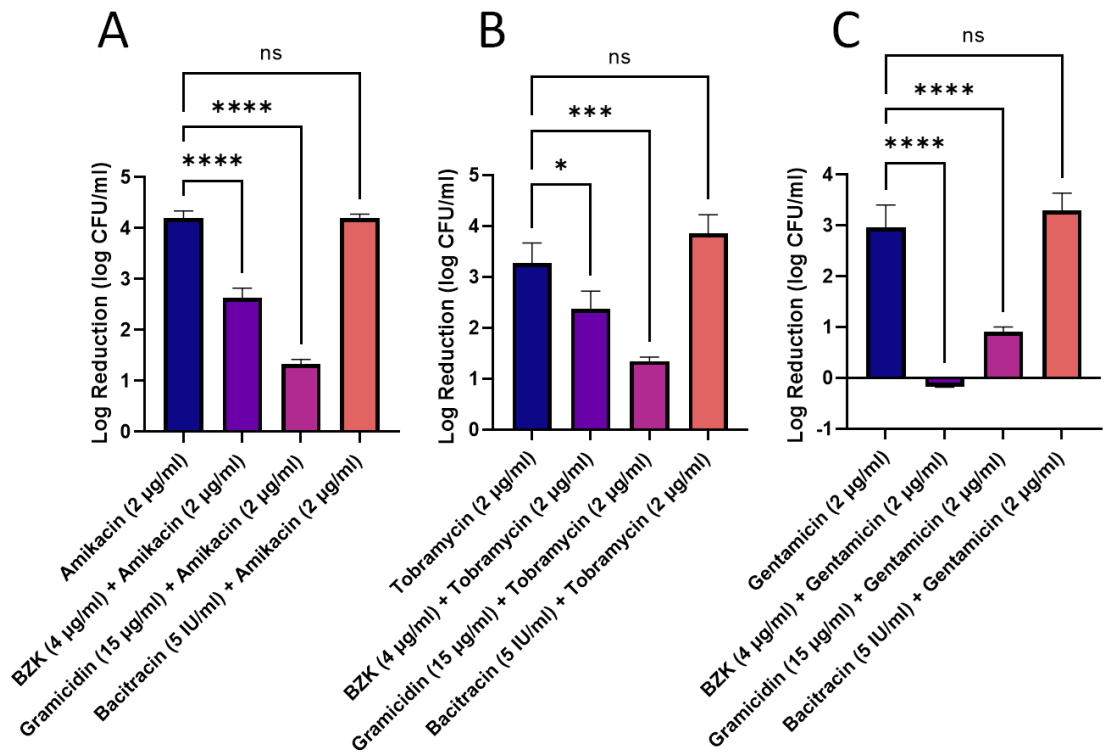 A
ns
****
****
Log Reduction (log CFU/ml)
5
4
3
2
1
0
Amikacin (2 µg/ml)
BZK (4 µg/ml) + Amikacin (2 µg/ml)
Gramicidin (15 µg/ml) + Amikacin (2 µg/ml)
Bacitracin (5 IU/ml) + Amikacin (2 µg/ml)
B
ns
***
*
Log Reduction (log CFU/ml)
5
4
3
2
1
0
Tobramycin (2 µg/ml)
BZK (4 µg/ml) + Tobramycin (2 µg/ml)
Gramicidin (15 µg/ml) + Tobramycin (2 µg/ml)
Bacitracin (5 IU/ml) + Tobramycin (2 µg/ml)
C
ns
****
****
Log Reduction (log CFU/ml)
4
3
2
1
0
-1
Gentamicin (2 µg/ml)
BZK (4 µg/ml) + Gentamicin (2 µg/ml)
Gramicidin (15 µg/ml) + Gentamicin (2 µg/ml)
Bacitracin (5 IU/ml) + Gentamicin (2 µg/ml)